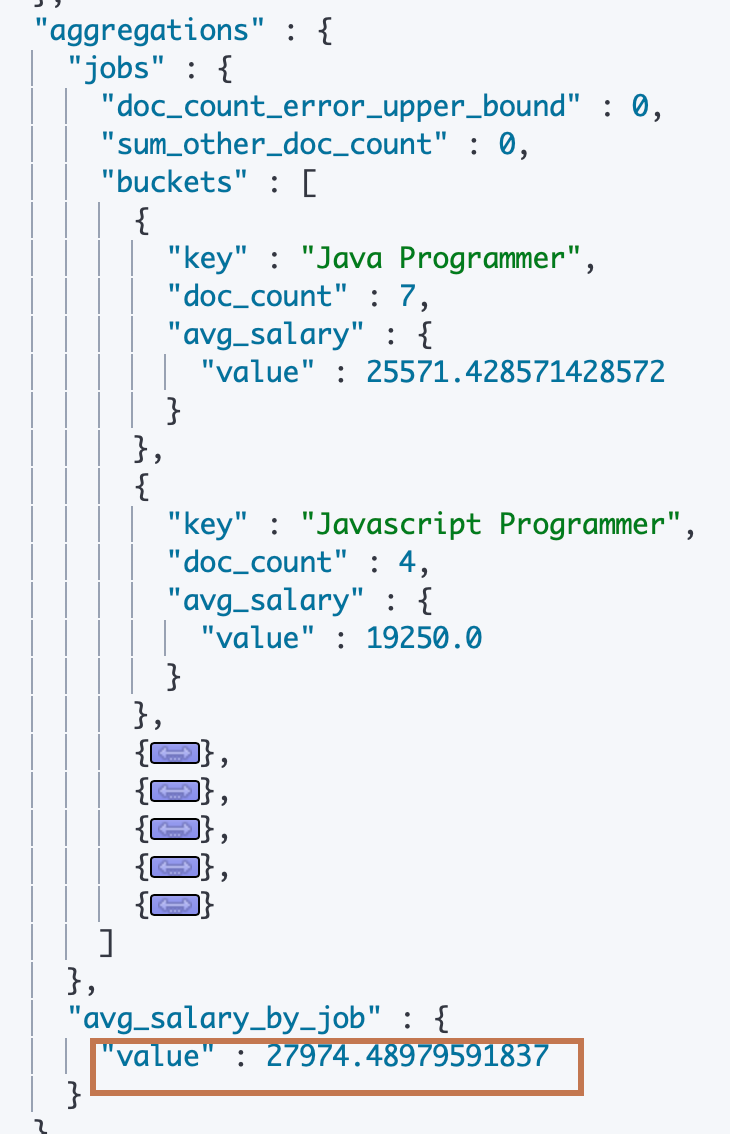 },
"aggregations" : {
"jobs" : {
"doc_count_error_upper_bound" : 0,
"sum_other_doc_count" : 0,
"buckets" : [
{
"key" : "Java Programmer",
"doc_count" : 7,
"avg_salary" : {
"value" : 25571.428571428572
}
},
{
"key" : "Javascript Programmer",
"doc_count" : 4,
"avg_salary" : {
"value" : 19250.0
}
},
{↔},
{↔},
{↔},
{↔},
{↔}
]
},
"avg_salary_by_job" : {
"value" : 27974.48979591837
}
}